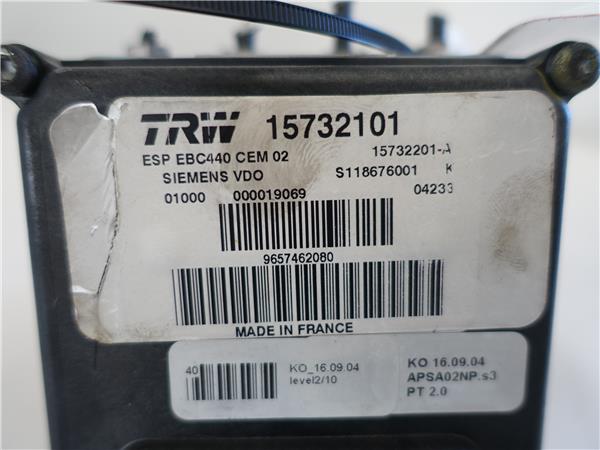 TRW 15732101
ESP EBC440 CEM 02 15732201-A
SIEMENS VDO S118676001 K
01000 000019069 04233
9657462080
MADE IN FRANCE
40 KO_16.09.04
level2/10
KO 16.09.04
APSA02NP.s3
PT 2.0